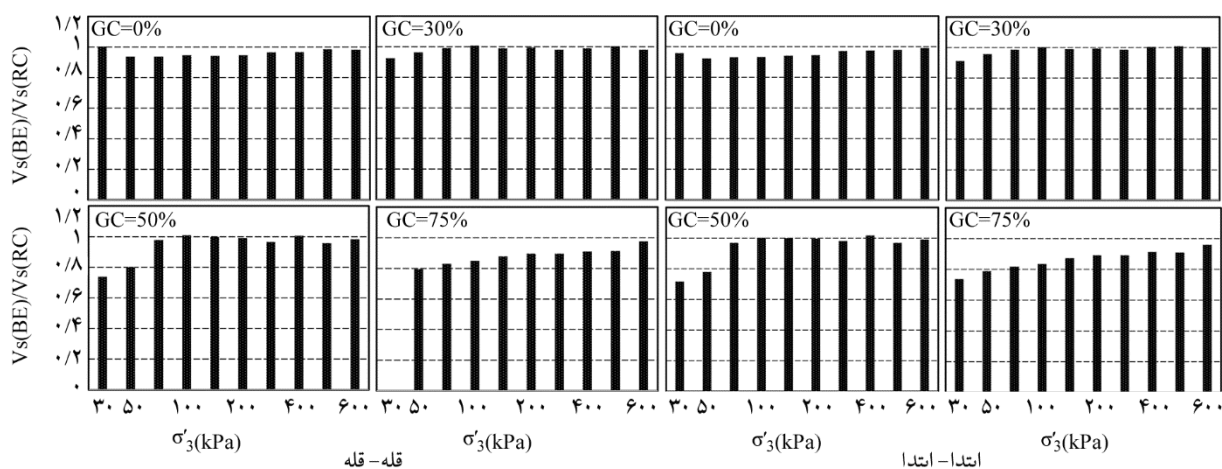 GC=0% GC=30% GC=0% GC=30%
۱/۲
۱
۰/۸
۰/۶
۰/۴
۰/۲
۰
Vs(BE)/Vs(RC)
GC=50% GC=75% GC=50% GC=75%
۱/۲
۱
۰/۸
۰/۶
۰/۴
۰/۲
۰
Vs(BE)/Vs(RC)
۳۰ ۵۰ ۱۰۰ ۲۰۰ ۴۰۰ ۶۰۰ ۳۰ ۵۰ ۱۰۰ ۲۰۰ ۴۰۰ ۶۰۰ ۳۰ ۵۰ ۱۰۰ ۲۰۰ ۴۰۰ ۶۰۰ ۳۰ ۵۰ ۱۰۰ ۲۰۰ ۴۰۰ ۶۰۰
σ′₃(kPa) σ′₃(kPa) σ′₃(kPa) σ′₃(kPa)
قله - قله
ابتدا - ابتدا